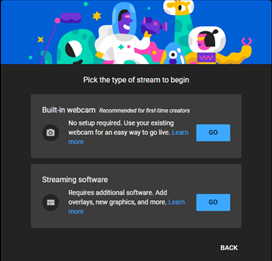 Pick the type of stream to begin
Built-in webcam Recommended for first-time creators
No setup required. Use your existing
webcam for an easy way to go live. Learn
more
GO
Streaming software
Requires additional software. Add
overlays, new graphics, and more. Learn
more
GO
BACK